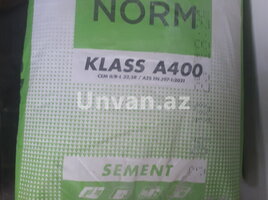 NORM
KLASS A400
Unvan.az
SEMENT